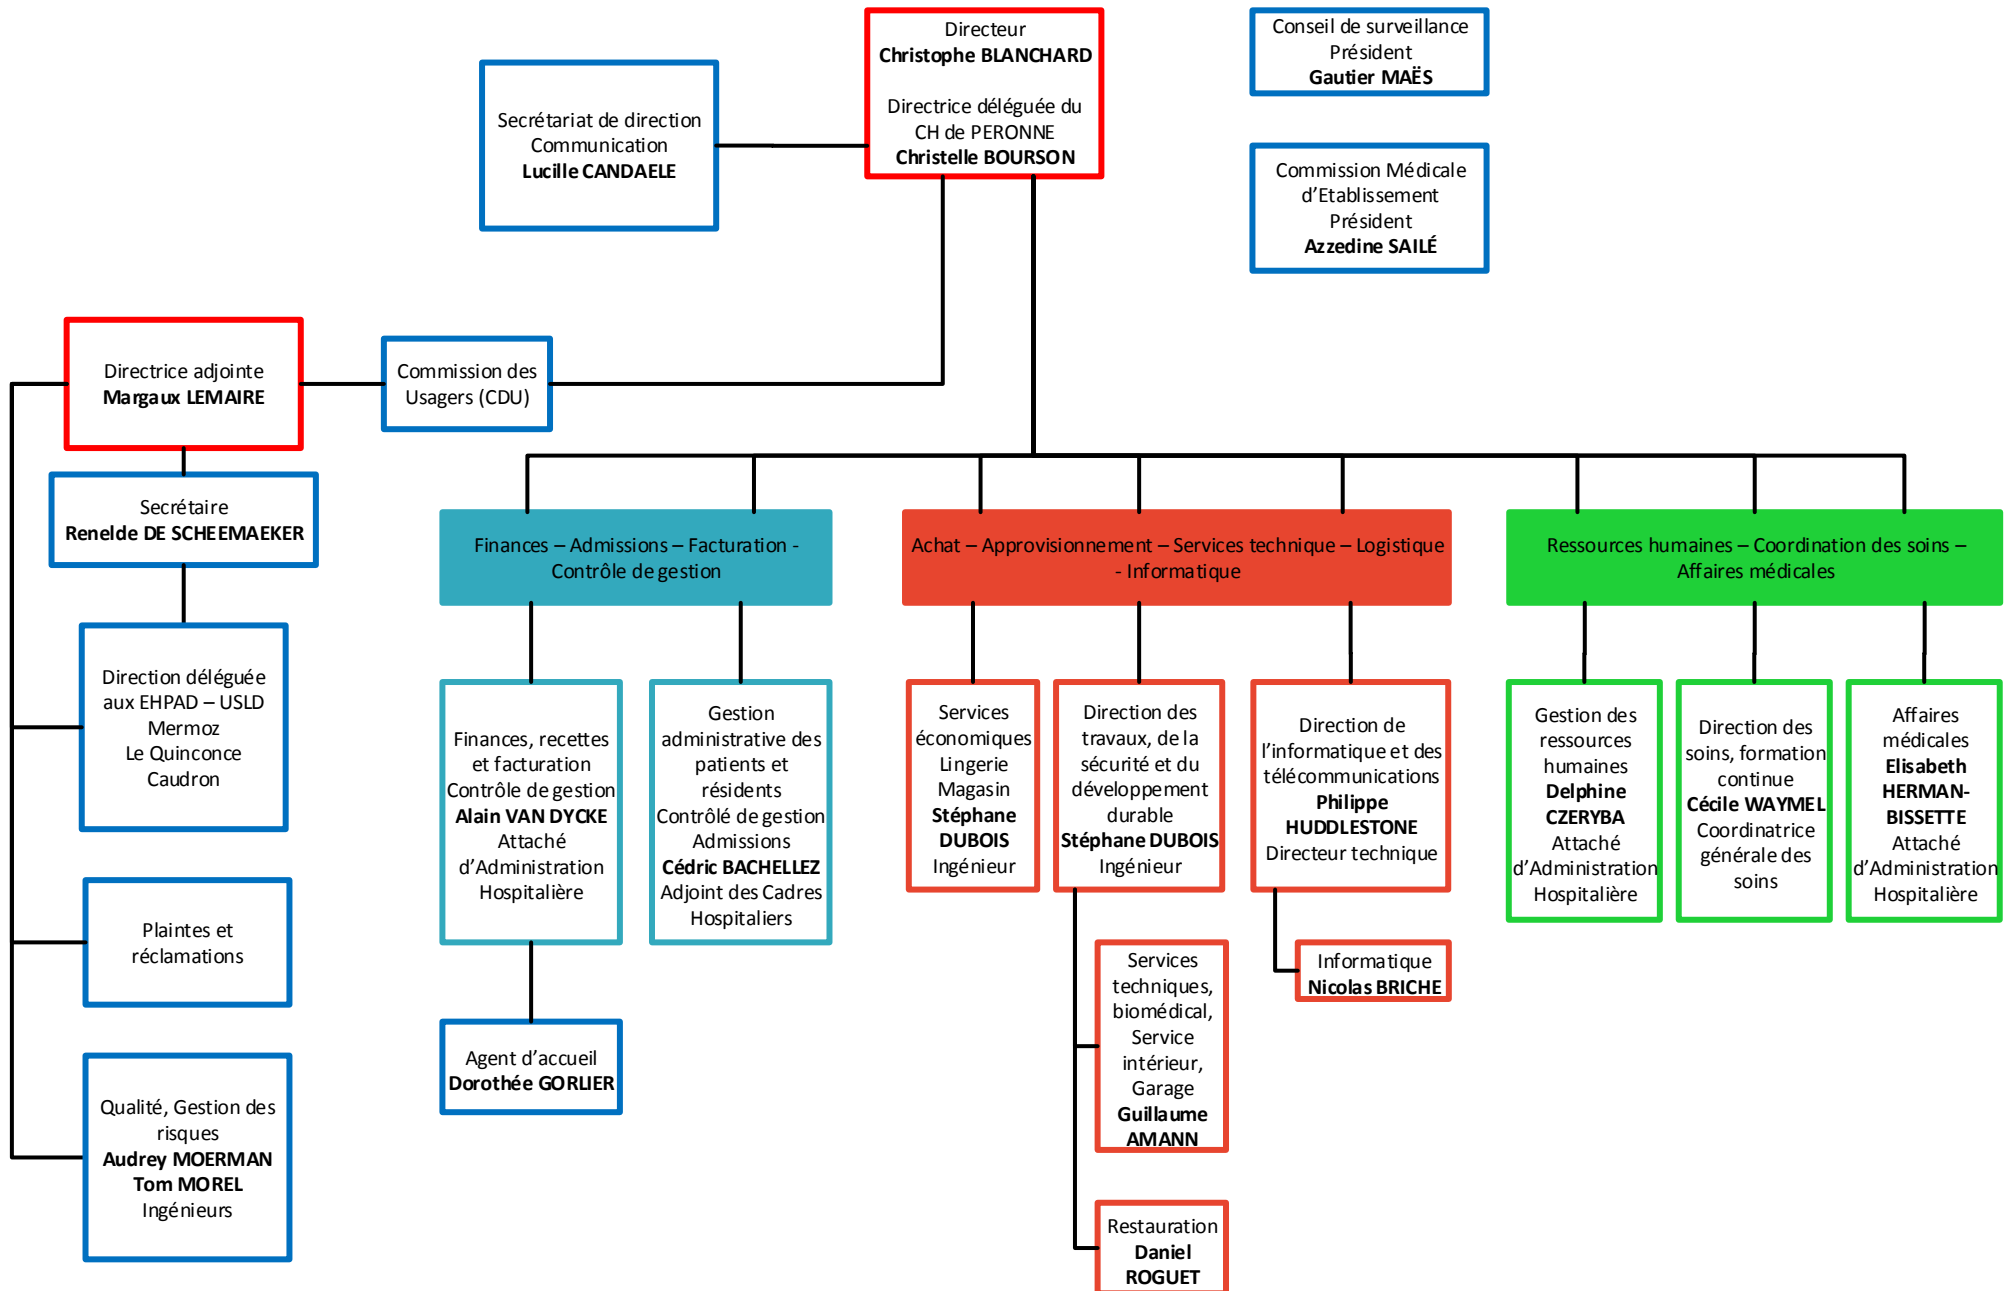 Directeur
Christophe BLANCHARD
Directrice déléguée du
CH de PERONNE
Christelle BOURSON
Conseil de surveillance
Président
Gautier MAËS
Secrétariat de direction
Communication
Lucille CANDAELE
Commission Médicale
d’Etablissement
Président
Azzedine SAILÉ
Directrice adjointe
Margaux LEMAIRE
Commission des
Usagers (CDU)
Secrétaire
Renelde DE SCHEEMAEKER
Finances – Admissions – Facturation -
Contrôle de gestion
Achat – Approvisionnement – Services technique – Logistique
- Informatique
Ressources humaines – Coordination des soins –
Affaires médicales
Direction déléguée
aux EHPAD – USLD
Mermoz
Le Quinconce
Caudron
Finances, recettes
et facturation
Contrôle de gestion
Alain VAN DYCKE
Attaché
d’Administration
Hospitalière
Gestion
administrative des
patients et
résidents
Contrôlé de gestion
Admissions
Cédric BACHELLEZ
Adjoint des Cadres
Hospitaliers
Services
économiques
Lingerie
Magasin
Stéphane
DUBOIS
Ingénieur
Direction des
travaux, de la
sécurité et du
développement
durable
Stéphane DUBOIS
Ingénieur
Direction de
l’informatique et des
télécommunications
Philippe
HUDDLESTONE
Directeur technique
Gestion des
ressources
humaines
Delphine
CZERYBA
Attaché
d’Administration
Hospitalière
Direction des
soins, formation
continue
Cécile WAYMEL
Coordinatrice
générale des
soins
Affaires
médicales
Elisabeth
HERMAN-
BISSETTE
Attaché
d’Administration
Hospitalière
Plaintes et
réclamations
Services
techniques,
biomédical,
Service
intérieur,
Garage
Guillaume
AMANN
Informatique
Nicolas BRICHE
Agent d’accueil
Dorothée GORLIER
Qualité, Gestion des
risques
Audrey MOERMAN
Tom MOREL
Ingénieurs
Restauration
Daniel
ROGUET